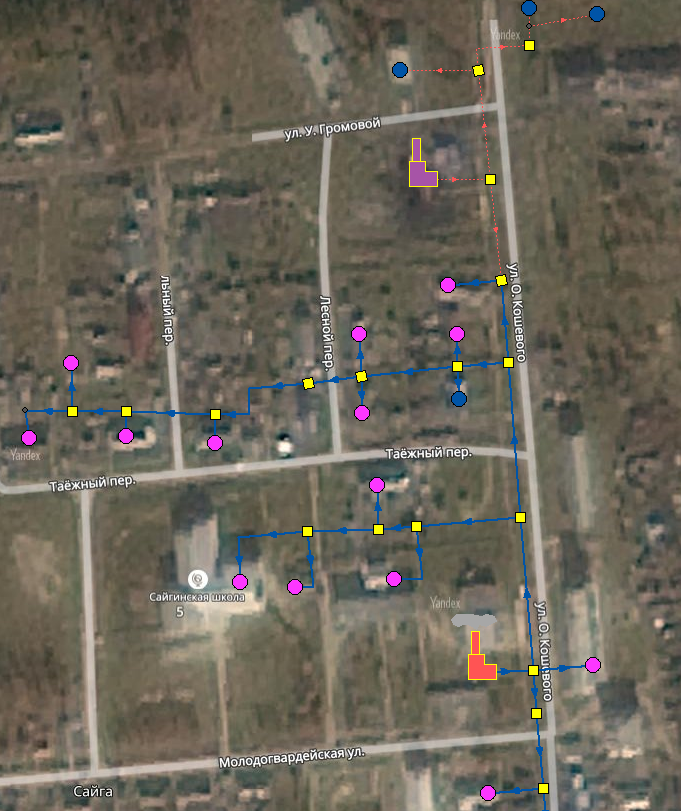 Yandex
ул. У. Громовой
ул. О. Кошевого
льный пер.
Лесной пер.
Таёжный пер.
Yandex
Таёжный пер.
Сайгинская школа
5
Yandex
ул. О. Кошевого
Молодогвардейская ул.
Сайга